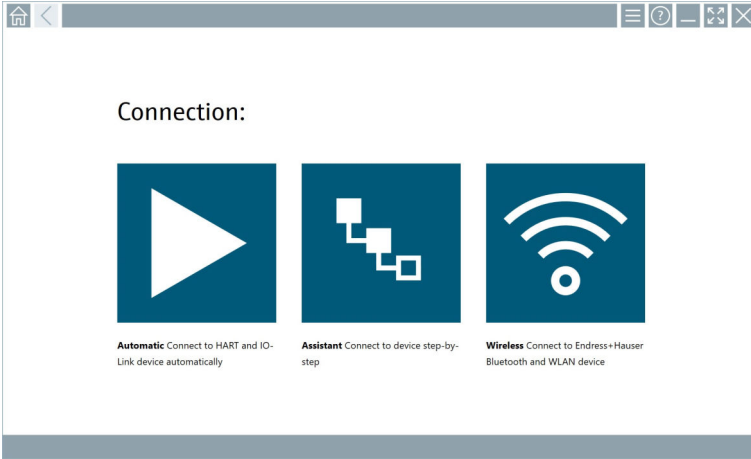 Connection:
Automatic Connect to HART and IO-
Link device automatically
Assistant Connect to device step-by-
step
Wireless Connect to Endress+Hauser
Bluetooth and WLAN device